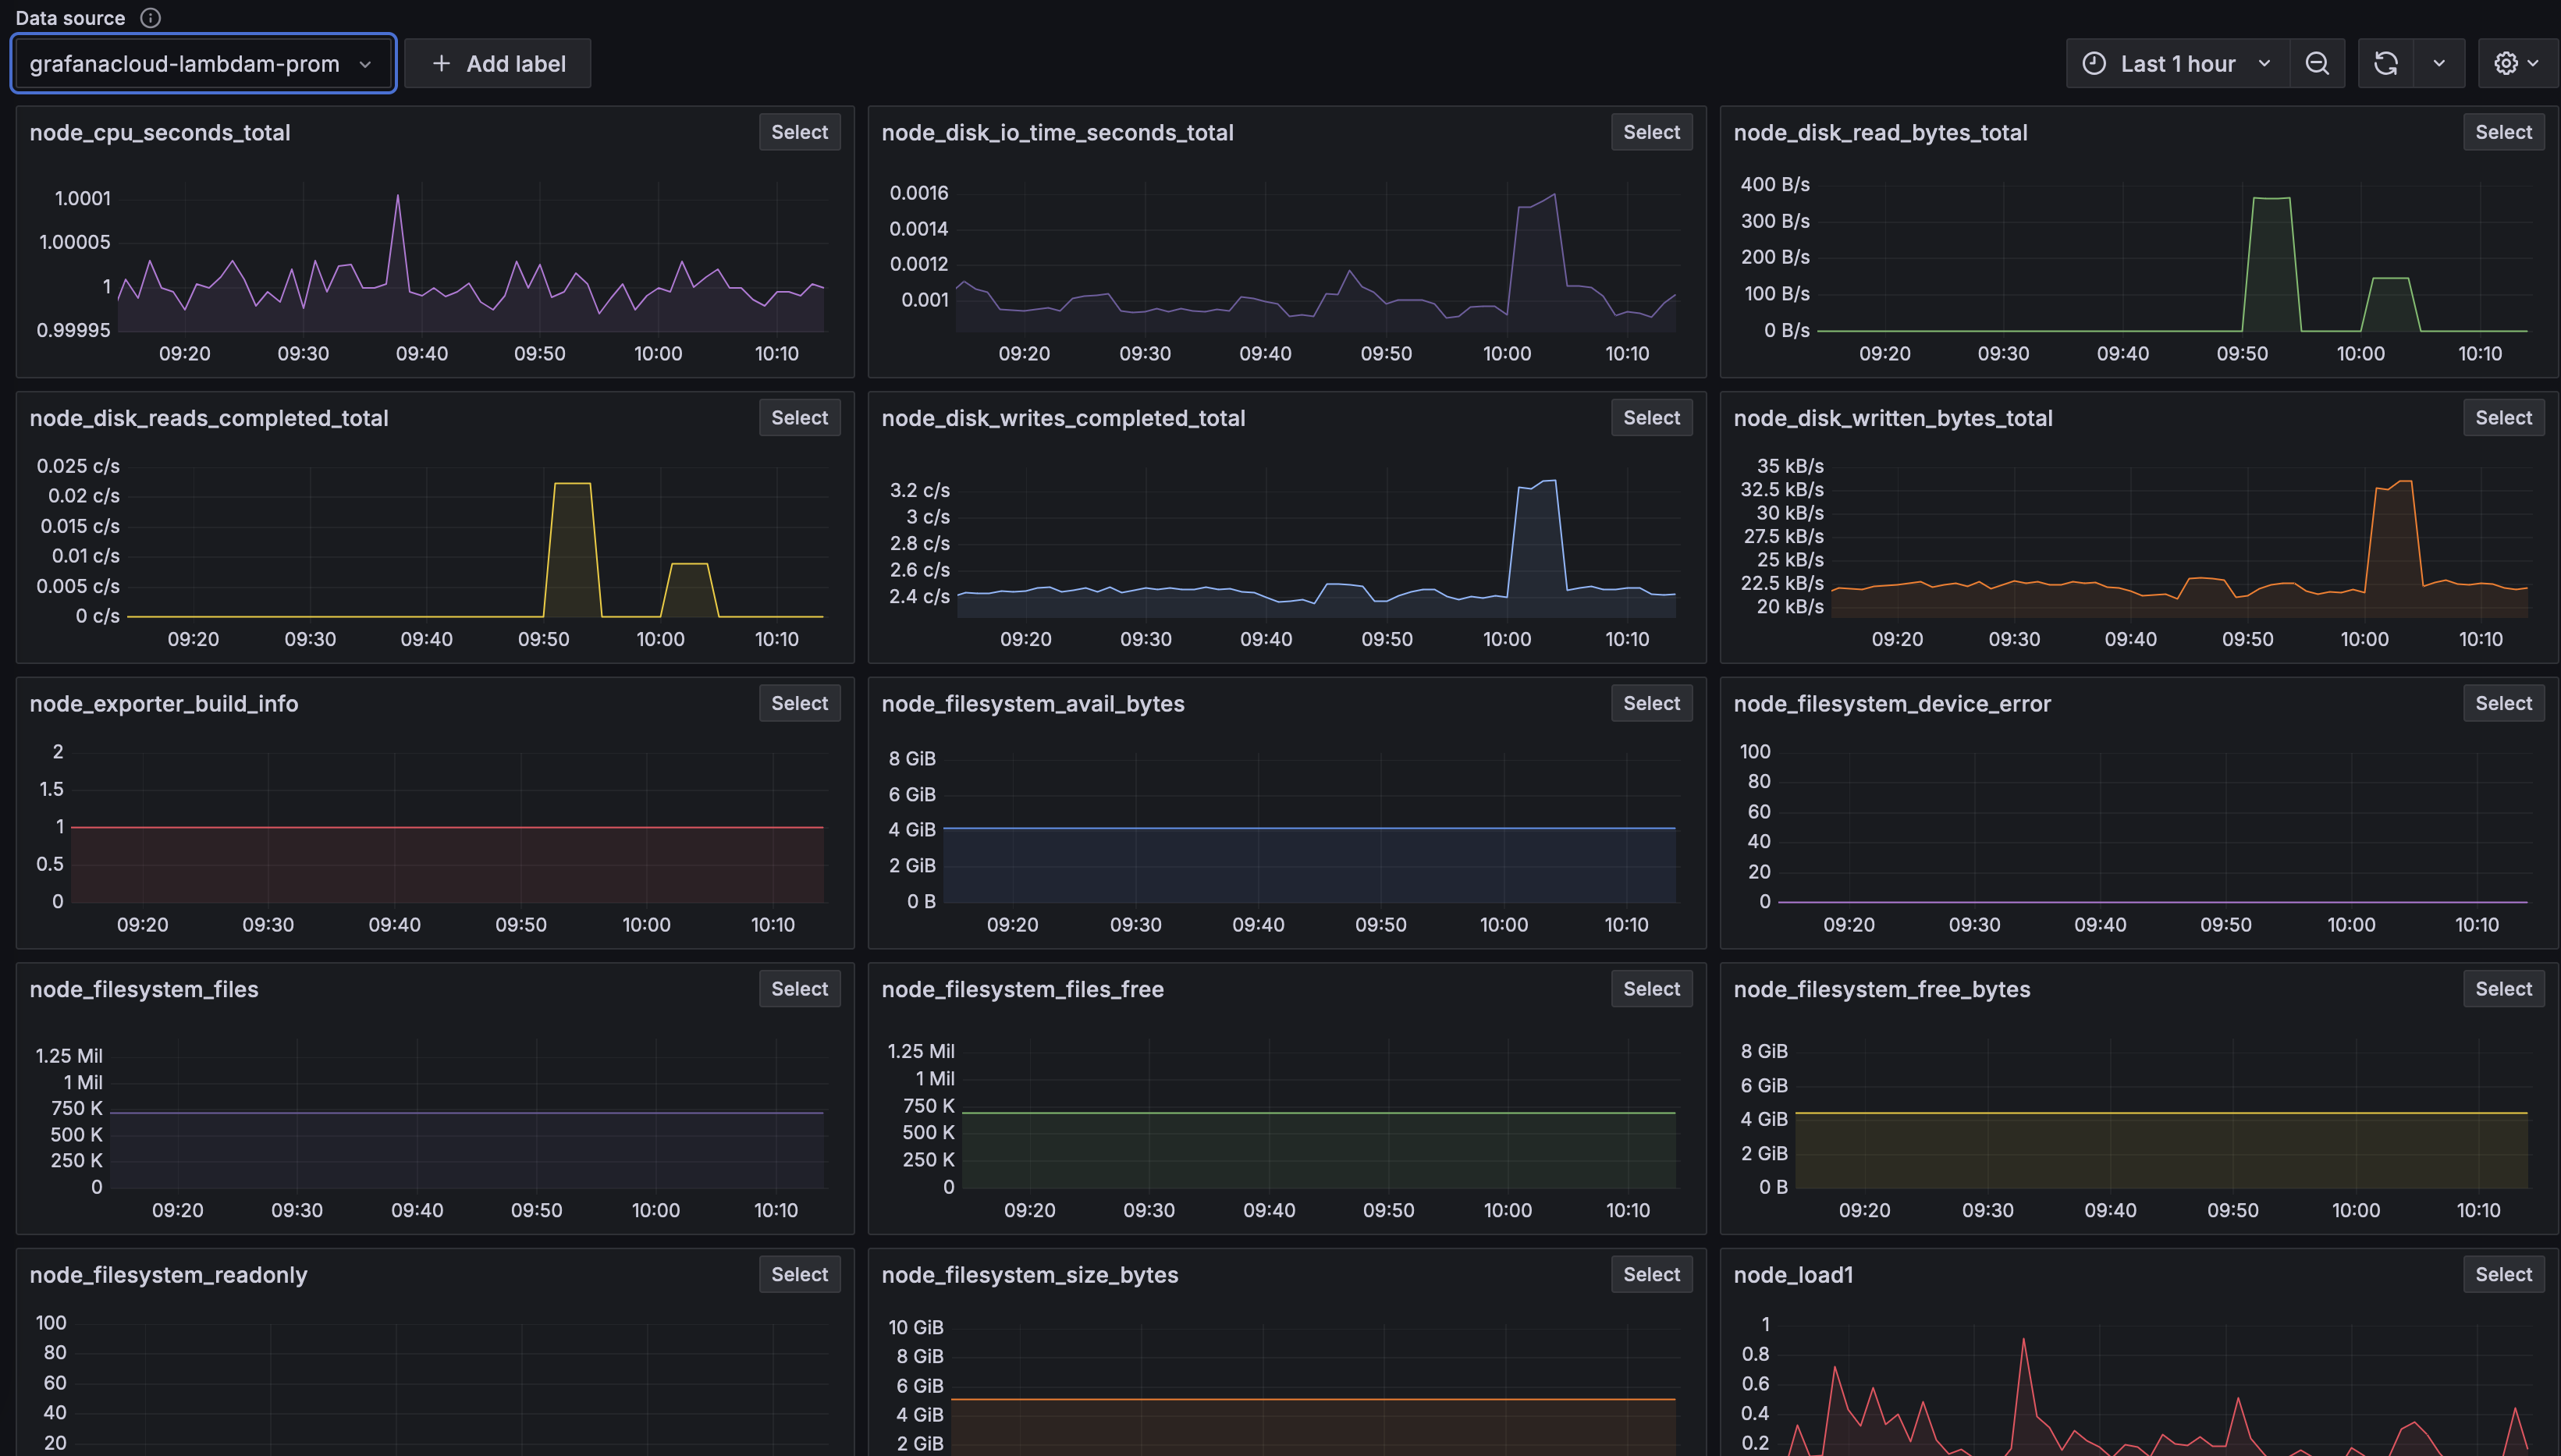 Data source
grafanacloud-lambdam-prom
Add label
Last 1 hour
node_cpu_seconds_total
Select
1.0001
1.00005
1
0.99995
09:20 09:30 09:40 09:50 10:00 10:10
node_disk_io_time_seconds_total
Select
0.0016
0.0014
0.0012
0.001
09:20 09:30 09:40 09:50 10:00 10:10
node_disk_read_bytes_total
Select
400 B/s
300 B/s
200 B/s
100 B/s
0 B/s
09:20 09:30 09:40 09:50 10:00 10:10
node_disk_reads_completed_total
Select
0.025 c/s
0.02 c/s
0.015 c/s
0.01 c/s
0.005 c/s
0 c/s
09:20 09:30 09:40 09:50 10:00 10:10
node_disk_writes_completed_total
Select
3.2 c/s
3 c/s
2.8 c/s
2.6 c/s
2.4 c/s
09:20 09:30 09:40 09:50 10:00 10:10
node_disk_written_bytes_total
Select
35 kB/s
32.5 kB/s
30 kB/s
27.5 kB/s
25 kB/s
22.5 kB/s
20 kB/s
09:20 09:30 09:40 09:50 10:00 10:10
node_exporter_build_info
Select
2
1.5
1
0.5
0
09:20 09:30 09:40 09:50 10:00 10:10
node_filesystem_avail_bytes
Select
8 GiB
6 GiB
4 GiB
2 GiB
0 B
09:20 09:30 09:40 09:50 10:00 10:10
node_filesystem_device_error
Select
100
80
60
40
20
0
09:20 09:30 09:40 09:50 10:00 10:10
node_filesystem_files
Select
1.25 Mil
1 Mil
750 K
500 K
250 K
0
09:20 09:30 09:40 09:50 10:00 10:10
node_filesystem_files_free
Select
1.25 Mil
1 Mil
750 K
500 K
250 K
0
09:20 09:30 09:40 09:50 10:00 10:10
node_filesystem_free_bytes
Select
8 GiB
6 GiB
4 GiB
2 GiB
0 B
09:20 09:30 09:40 09:50 10:00 10:10
node_filesystem_readonly
Select
100
80
60
40
20
node_filesystem_size_bytes
Select
10 GiB
8 GiB
6 GiB
4 GiB
2 GiB
node_load1
Select
1
0.8
0.6
0.4
0.2